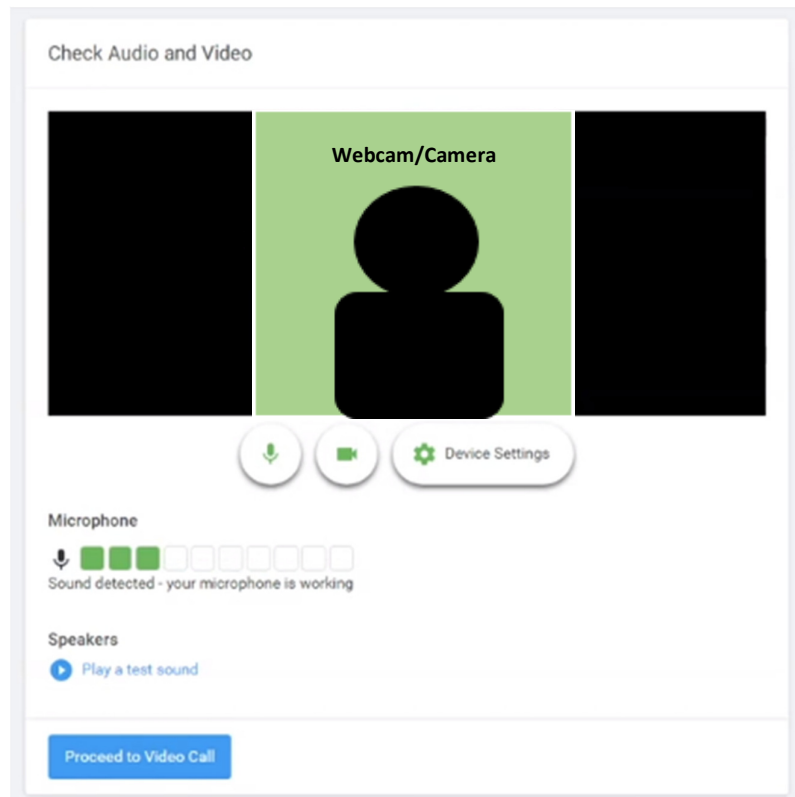 Check Audio and Video
Webcam/Camera
Device Settings
Microphone
Sound detected - your microphone is working
Speakers
Play a test sound
Proceed to Video Call